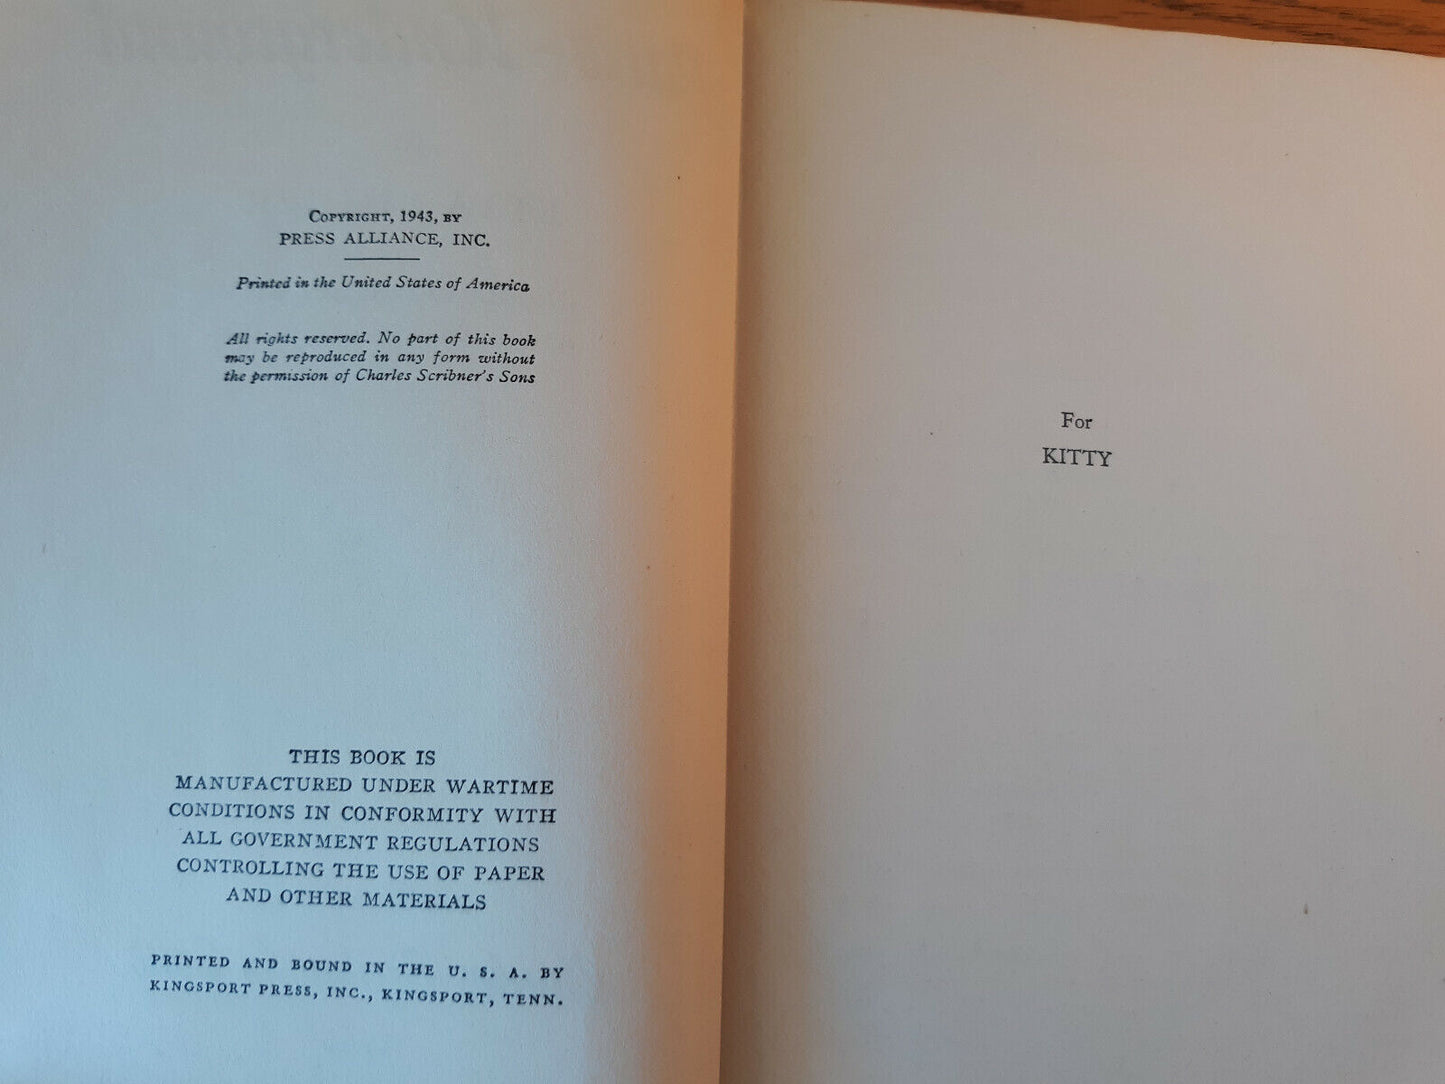 COPYRIGHT, 1943, BY
PRESS ALLIANCE, INC.
Printed in the United States of America
All rights reserved. No part of this book
may be reproduced in any form without
the permission of Charles Scribner's Sons
THIS BOOK IS
MANUFACTURED UNDER WARTIME
CONDITIONS IN CONFORMITY WITH
ALL GOVERNMENT REGULATIONS
CONTROLLING THE USE OF PAPER
AND OTHER MATERIALS
PRINTED AND BOUND IN THE U. S. A. BY
KINGSPORT PRESS, INC., KINGSPORT, TENN.
For
KITTY